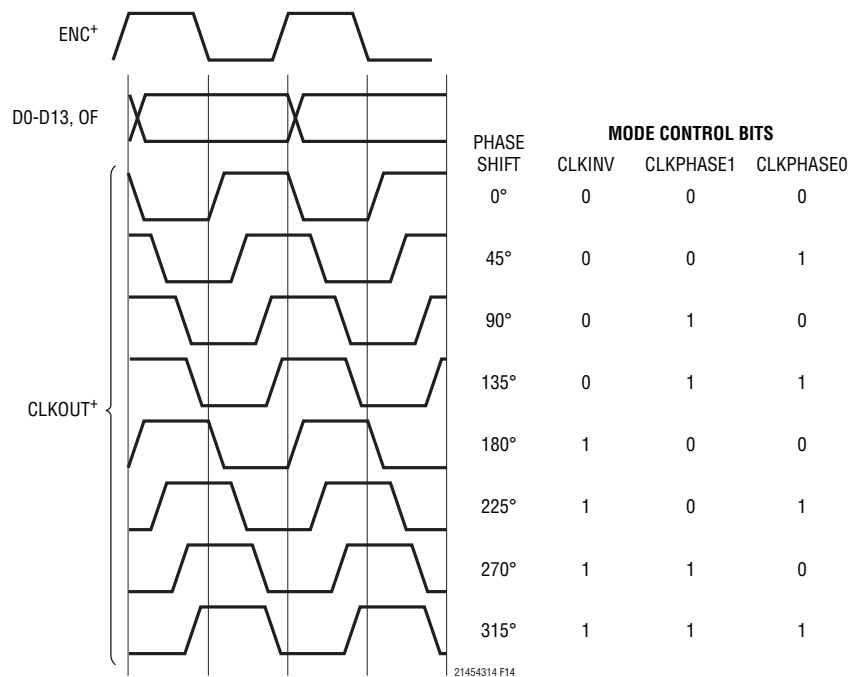 ENC+
D0-D13, OF
MODE CONTROL BITS
PHASE
SHIFT CLKINV CLKPHASE1 CLKPHASE0
0° 0 0 0
45° 0 0 1
90° 0 1 0
135° 0 1 1
CLKOUT+
180° 1 0 0
225° 1 0 1
270° 1 1 0
315° 1 1 1
21454314 F14